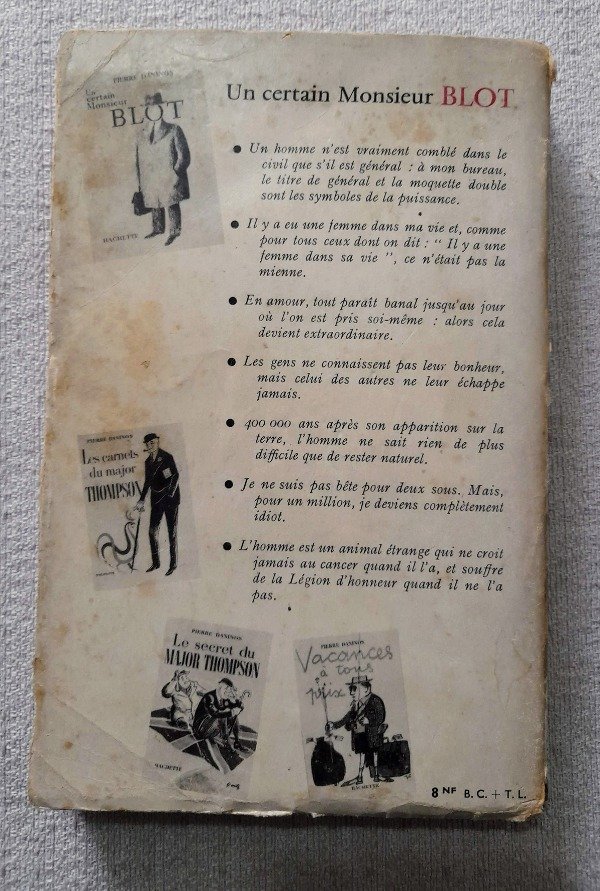 PIERRE DANINOS
Un
certain
Monsieur
BLOT
HACHETTE
Un certain Monsieur BLOT
● Un homme n'est vraiment comblé dans le
civil que s'il est général : à mon bureau,
le titre de général et la moquette double
sont les symboles de la puissance.
● Il y a eu une femme dans ma vie et, comme
pour tous ceux dont on dit : “ Il y a une
femme dans sa vie ”, ce n'était pas la
mienne.
● En amour, tout paraît banal jusqu'au jour
où l'on est pris soi-même : alors cela
devient extraordinaire.
● Les gens ne connaissent pas leur bonheur,
mais celui des autres ne leur échappe
jamais.
● 400 000 ans après son apparition sur la
terre, l'homme ne sait rien de plus
difficile que de rester naturel.
● Je ne suis pas bête pour deux sous. Mais,
pour un million, je deviens complètement
idiot.
● L'homme est un animal étrange qui ne croit
jamais au cancer quand il l'a, et souffre
de la Légion d'honneur quand il ne l'a
pas.
PIERRE DANINOS
Les carnets
du major
THOMPSON
PIERRE DANINOS
Le secret du
MAJOR THOMPSON
HACHETTE
PIERRE DANINOS
Vacances
à tous
prix
HACHETTE
8 NF B.C. + T.L.